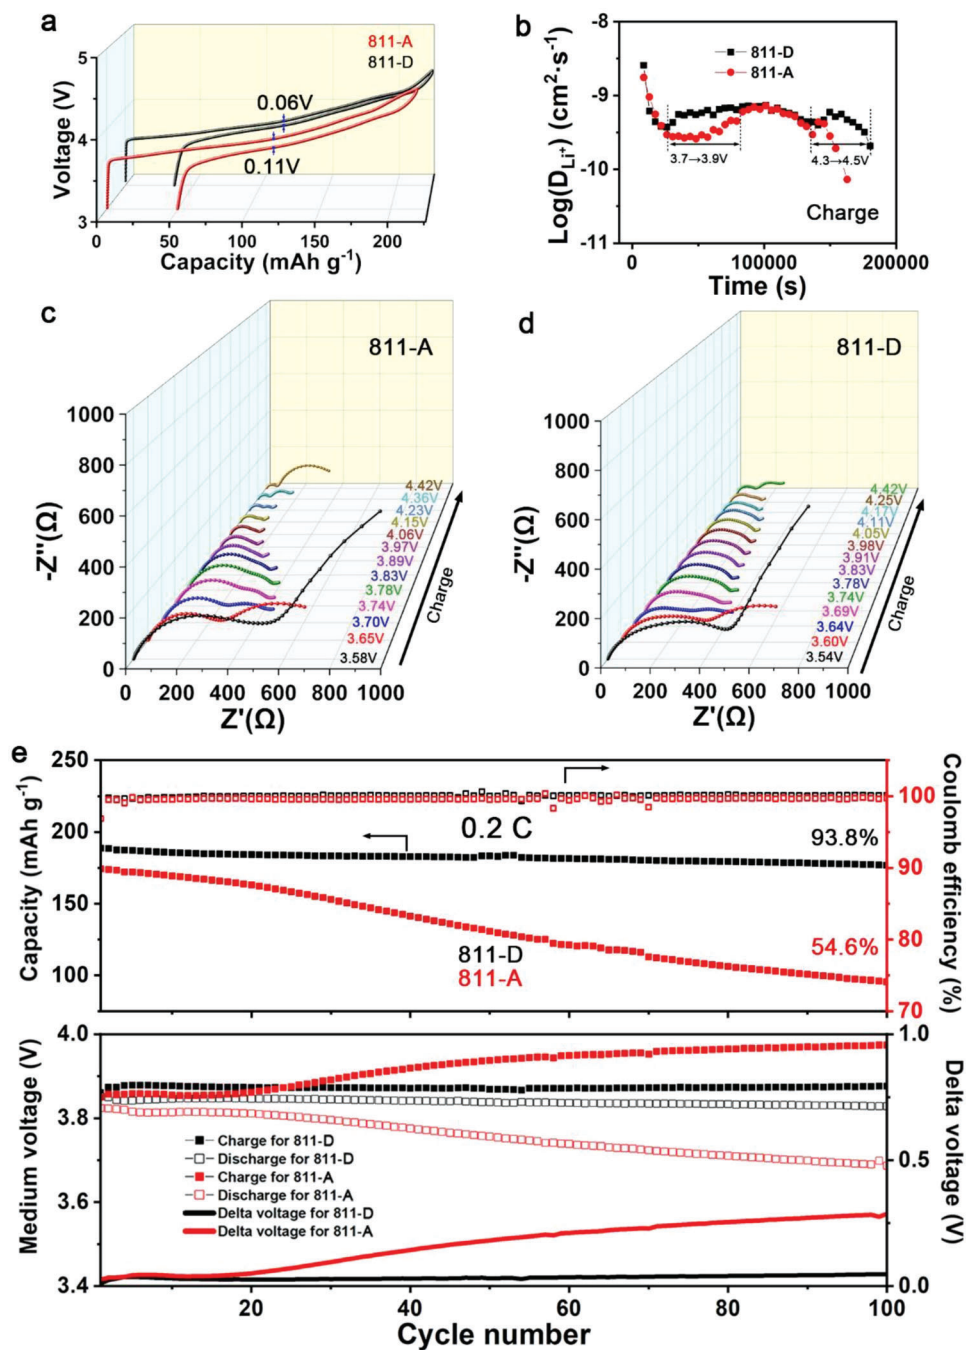 a
811-A
811-D
5
4
3
Voltage (V)
0.06V
0.11V
0
50
100
150
200
Capacity (mAh g⁻¹)
b
-8
-9
-10
-11
Log(D_Li⁺) (cm²·s⁻¹)
811-D
811-A
3.7→3.9V
4.3→4.5V
Charge
0
100000
200000
Time (s)
c
811-A
1000
800
600
400
200
0
-Z''(Ω)
4.42V
4.36V
4.23V
4.15V
4.06V
3.97V
3.89V
3.83V
3.78V
3.74V
3.70V
3.65V
3.58V
Charge
0
200
400
600
800
1000
Z'(Ω)
d
811-D
1000
800
600
400
200
0
-Z''(Ω)
4.42V
4.25V
4.17V
4.11V
4.05V
3.98V
3.91V
3.83V
3.78V
3.74V
3.69V
3.64V
3.60V
3.54V
Charge
0
200
400
600
800
1000
Z'(Ω)
e
250
200
150
100
Capacity (mAh g⁻¹)
0.2 C
93.8%
811-D
811-A
54.6%
100
90
80
70
Coulomb efficiency (%)
4.0
3.8
3.6
3.4
Medium voltage (V)
Charge for 811-D
Discharge for 811-D
Charge for 811-A
Discharge for 811-A
Delta voltage for 811-D
Delta voltage for 811-A
1.0
0.5
0.0
Delta voltage (V)
20
40
60
80
100
Cycle number